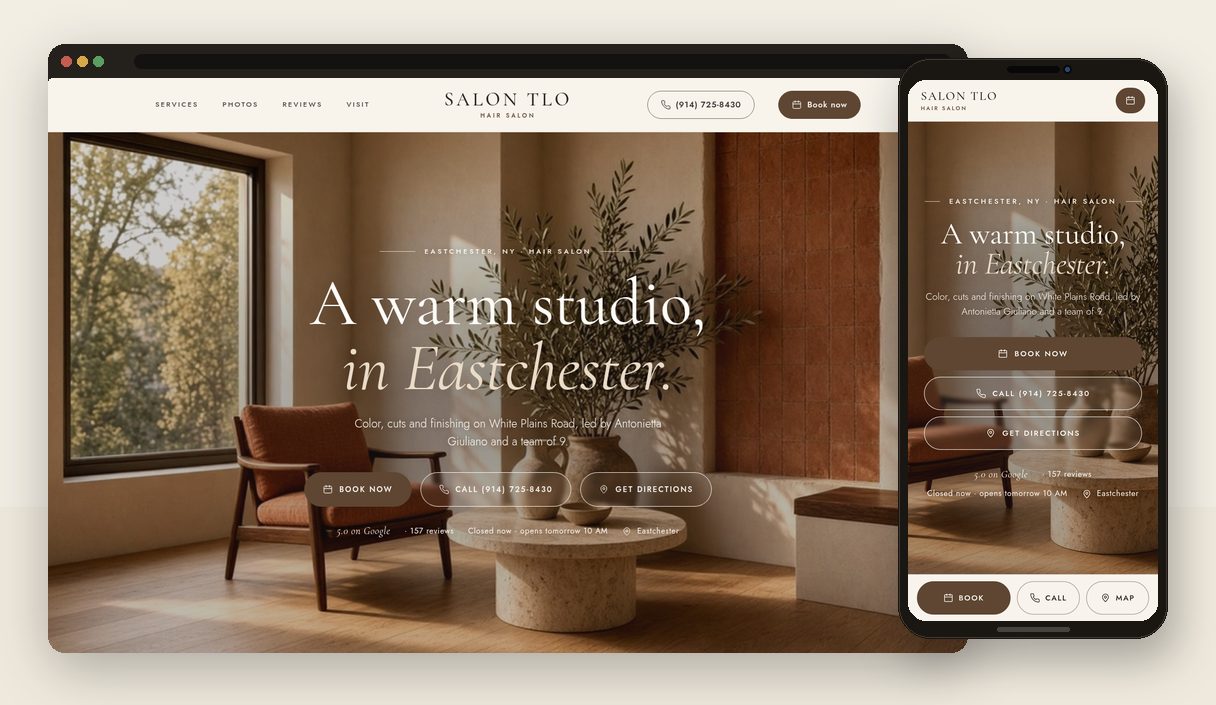 SERVICES
PHOTOS
REVIEWS
VISIT
SALON TLO
HAIR SALON
(914) 725-8430
Book now
EASTCHESTER, NY · HAIR SALON
A warm studio,
in Eastchester.
Color, cuts and finishing on White Plains Road, led by Antonietta
Giuliano and a team of 9.
BOOK NOW
CALL (914) 725-8430
GET DIRECTIONS
5.0 on Google · 157 reviews Closed now · opens tomorrow 10 AM Eastchester
SALON TLO
HAIR SALON
EASTCHESTER, NY · HAIR SALON
A warm studio,
in Eastchester.
Color, cuts and finishing on White Plains Road, led by
Antonietta Giuliano and a team of 9.
BOOK NOW
CALL (914) 725-8430
GET DIRECTIONS
5.0 on Google · 157 reviews
Closed now · opens tomorrow 10 AM Eastchester
BOOK
CALL
MAP